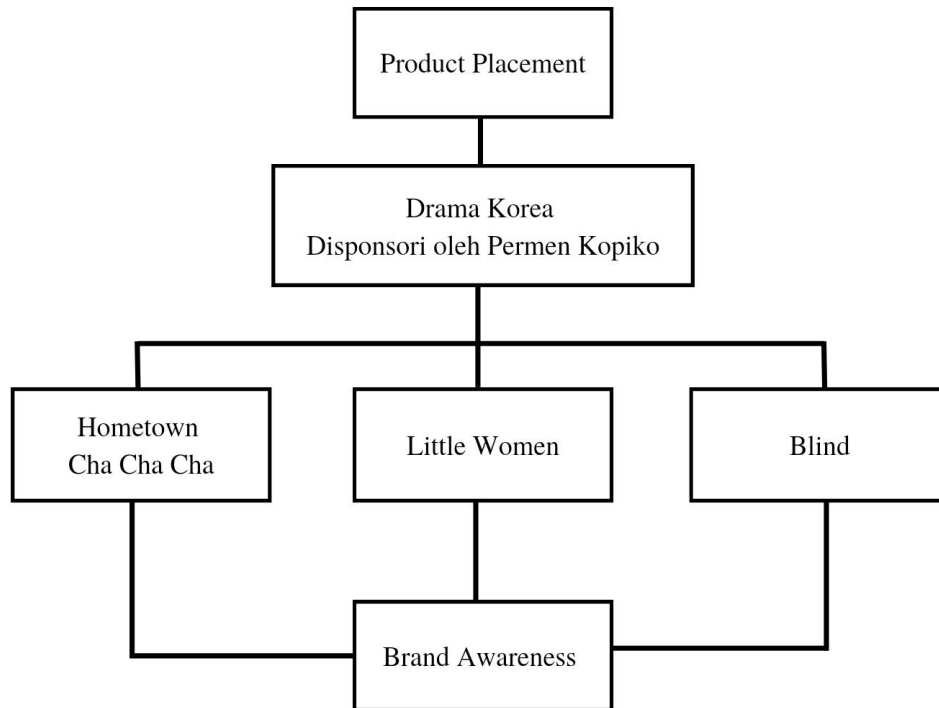 Product Placement
Drama Korea
Disponsori oleh Permen Kopiko
Hometown
Cha Cha Cha
Little Women
Blind
Brand Awareness